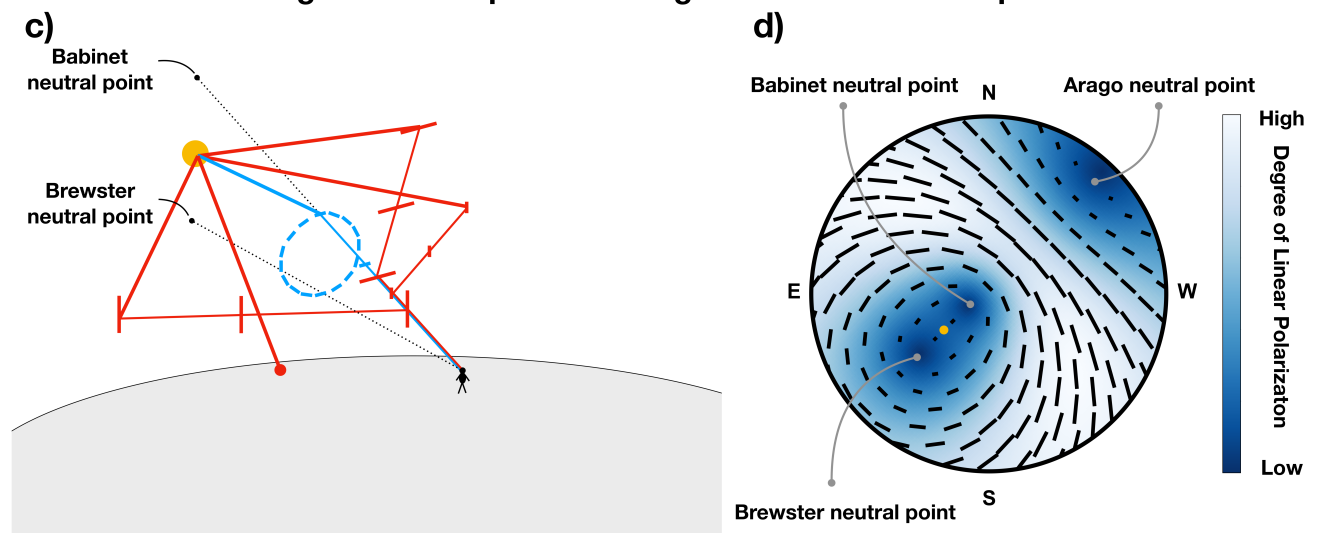 c)
Babinet
neutral point
Brewster
neutral point
d)
Babinet neutral point
Arago neutral point
N
E
W
S
Brewster neutral point
High
Degree of Linear Polarizaton
Low